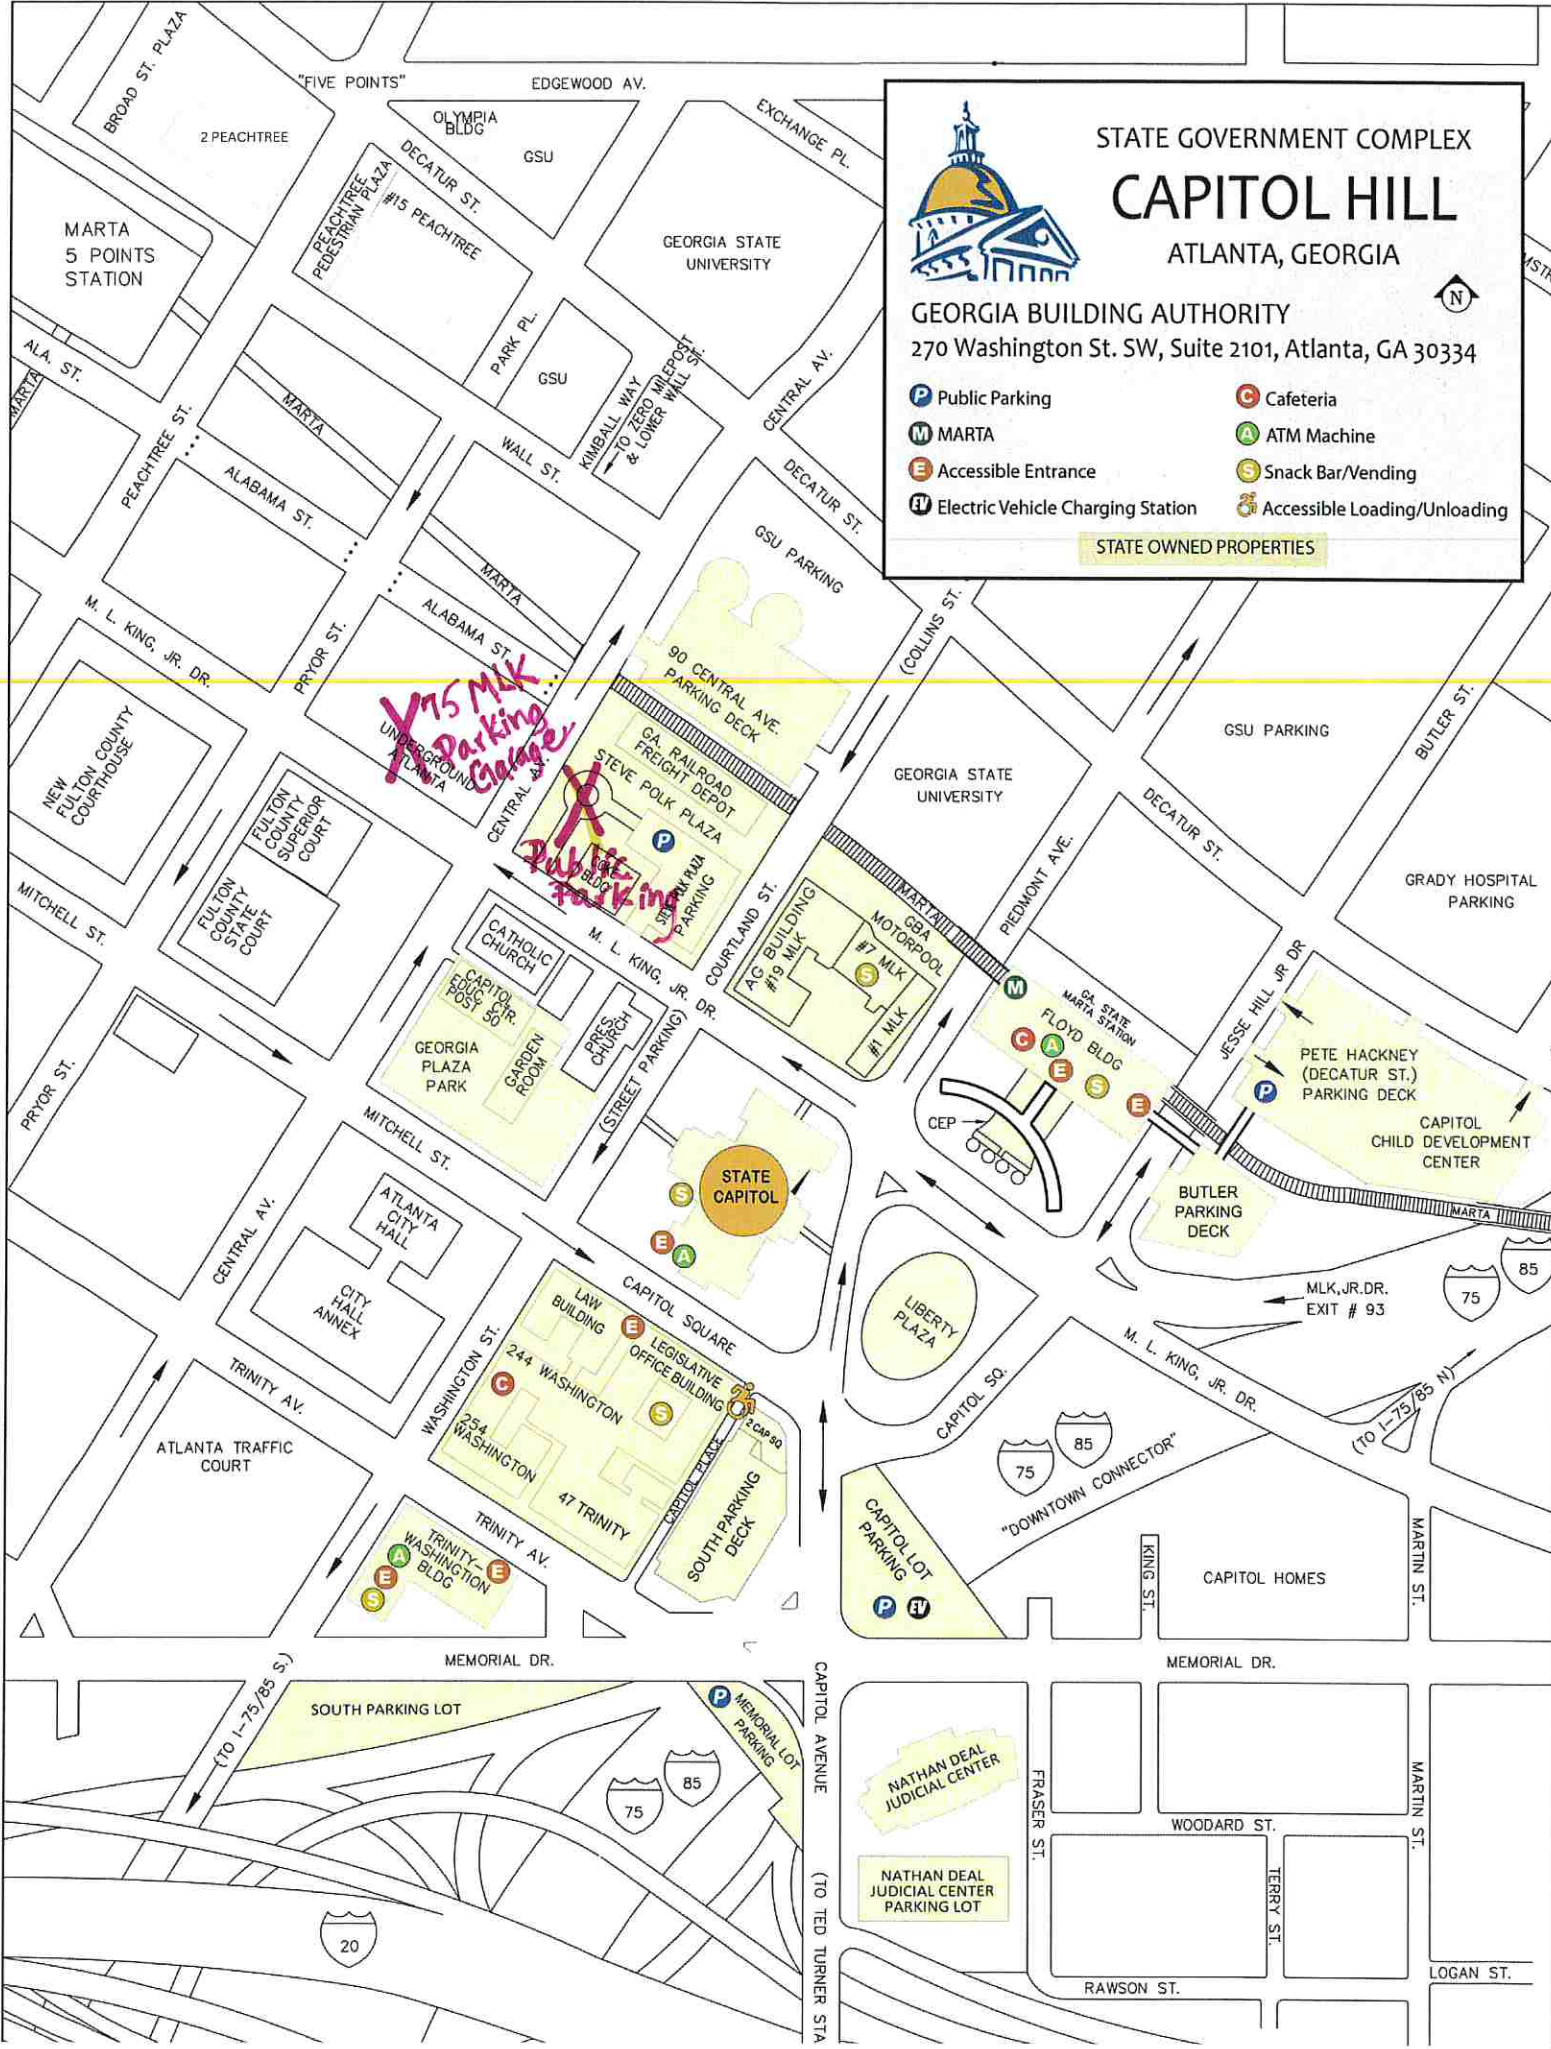 STATE GOVERNMENT COMPLEX
CAPITOL HILL
ATLANTA, GEORGIA
N
GEORGIA BUILDING AUTHORITY
270 Washington St. SW, Suite 2101, Atlanta, GA 30334
P Public Parking
C Cafeteria
M MARTA
A ATM Machine
E Accessible Entrance
S Snack Bar/Vending
EV Electric Vehicle Charging Station
Accessible Loading/Unloading
STATE OWNED PROPERTIES
BROAD ST. PLAZA
"FIVE POINTS"
EDGEWOOD AV.
2 PEACHTREE
OLYMPIA
BLDG
GSU
EXCHANGE PL.
DECATUR ST.
PEACHTREE
PEDESTRIAN PLAZA
#15 PEACHTREE
MARTA
5 POINTS
STATION
GEORGIA STATE
UNIVERSITY
PARK PL.
GSU
KIMBALL WAY
TO ZERO MILEPOST
& LOWER WALL ST.
CENTRAL AV.
ALA. ST.
MARTA
MARTA
PEACHTREE ST.
WALL ST.
DECATUR ST.
ALABAMA ST.
GSU PARKING
MARTA
ALABAMA ST.
(COLLINS ST.
M. L. KING, JR. DR.
PRYOR ST.
90 CENTRAL AVE.
PARKING DECK
75 MLK
Parking
Garage
UNDERGROUND
ATLANTA
CENTRAL AV.
GA. RAILROAD
FREIGHT DEPOT
STEVE POLK PLAZA
P
Public
Parking
COKE
BLDG
PARKING
NEW
FULTON COUNTY
COURTHOUSE
FULTON
COUNTY
SUPERIOR
COURT
FULTON
COUNTY
STATE
COURT
MITCHELL ST.
GEORGIA STATE
UNIVERSITY
GSU PARKING
BUTLER ST.
DECATUR ST.
PIEDMONT AVE.
GRADY HOSPITAL
PARKING
CATHOLIC
CHURCH
M. L. KING, JR. DR.
COURTLAND ST.
AG BUILDING
#19 MLK
MARTA
GBA
MOTORPOOL
#7 MLK
S
#1 MLK
CAPITOL
EDUC. CTR.
POST 50
PRES.
CHURCH
GEORGIA
PLAZA
PARK
GARDEN
ROOM
(STREET PARKING)
M
GA. STATE
MARTA STATION
FLOYD BLDG
C
A
E
S
E
CEP
JESSE HILL JR DR
P
PETE HACKNEY
(DECATUR ST.)
PARKING DECK
CAPITOL
CHILD DEVELOPMENT
CENTER
BUTLER
PARKING
DECK
MARTA
PRYOR ST.
MITCHELL ST.
STATE
CAPITOL
S
E
A
ATLANTA
CITY
HALL
CITY
HALL
ANNEX
CENTRAL AV.
CAPITOL SQUARE
LIBERTY
PLAZA
CAPITOL SQ.
MLK,JR.DR.
EXIT # 93
75
85
M. L. KING, JR. DR.
(TO I-75/85 N)
LAW
BUILDING
E
LEGISLATIVE
OFFICE BUILDING
244 WASHINGTON
C
S
254
WASHINGTON
47 TRINITY
WASHINGTON ST.
2 CAP SQ
CAPITOL PLACE
SOUTH PARKING
DECK
TRINITY AV.
ATLANTA TRAFFIC
COURT
TRINITY AV.
TRINITY-
WASHINGTION
BLDG
A
E
E
S
75
85
"DOWNTOWN CONNECTOR"
CAPITOL LOT
PARKING
P
EV
KING ST.
CAPITOL HOMES
MARTIN ST.
MEMORIAL DR.
MEMORIAL DR.
(TO I-75/85 S.)
SOUTH PARKING LOT
P
MEMORIAL LOT
PARKING
CAPITOL AVENUE
(TO TED TURNER STA
75
85
20
NATHAN DEAL
JUDICIAL CENTER
NATHAN DEAL
JUDICIAL CENTER
PARKING LOT
FRASER ST.
WOODARD ST.
TERRY ST.
MARTIN ST.
RAWSON ST.
LOGAN ST.